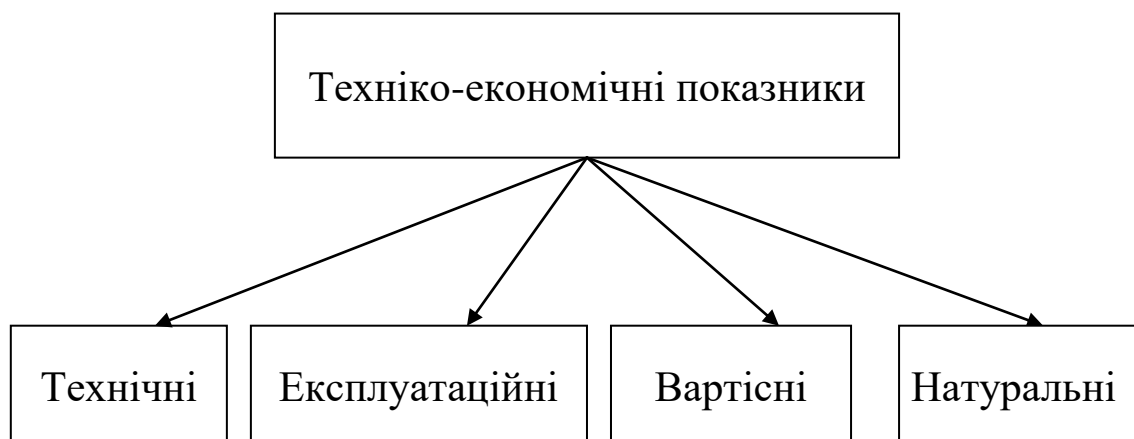 Техніко-економічні показники
Технічні
Експлуатаційні
Вартісні
Натуральні